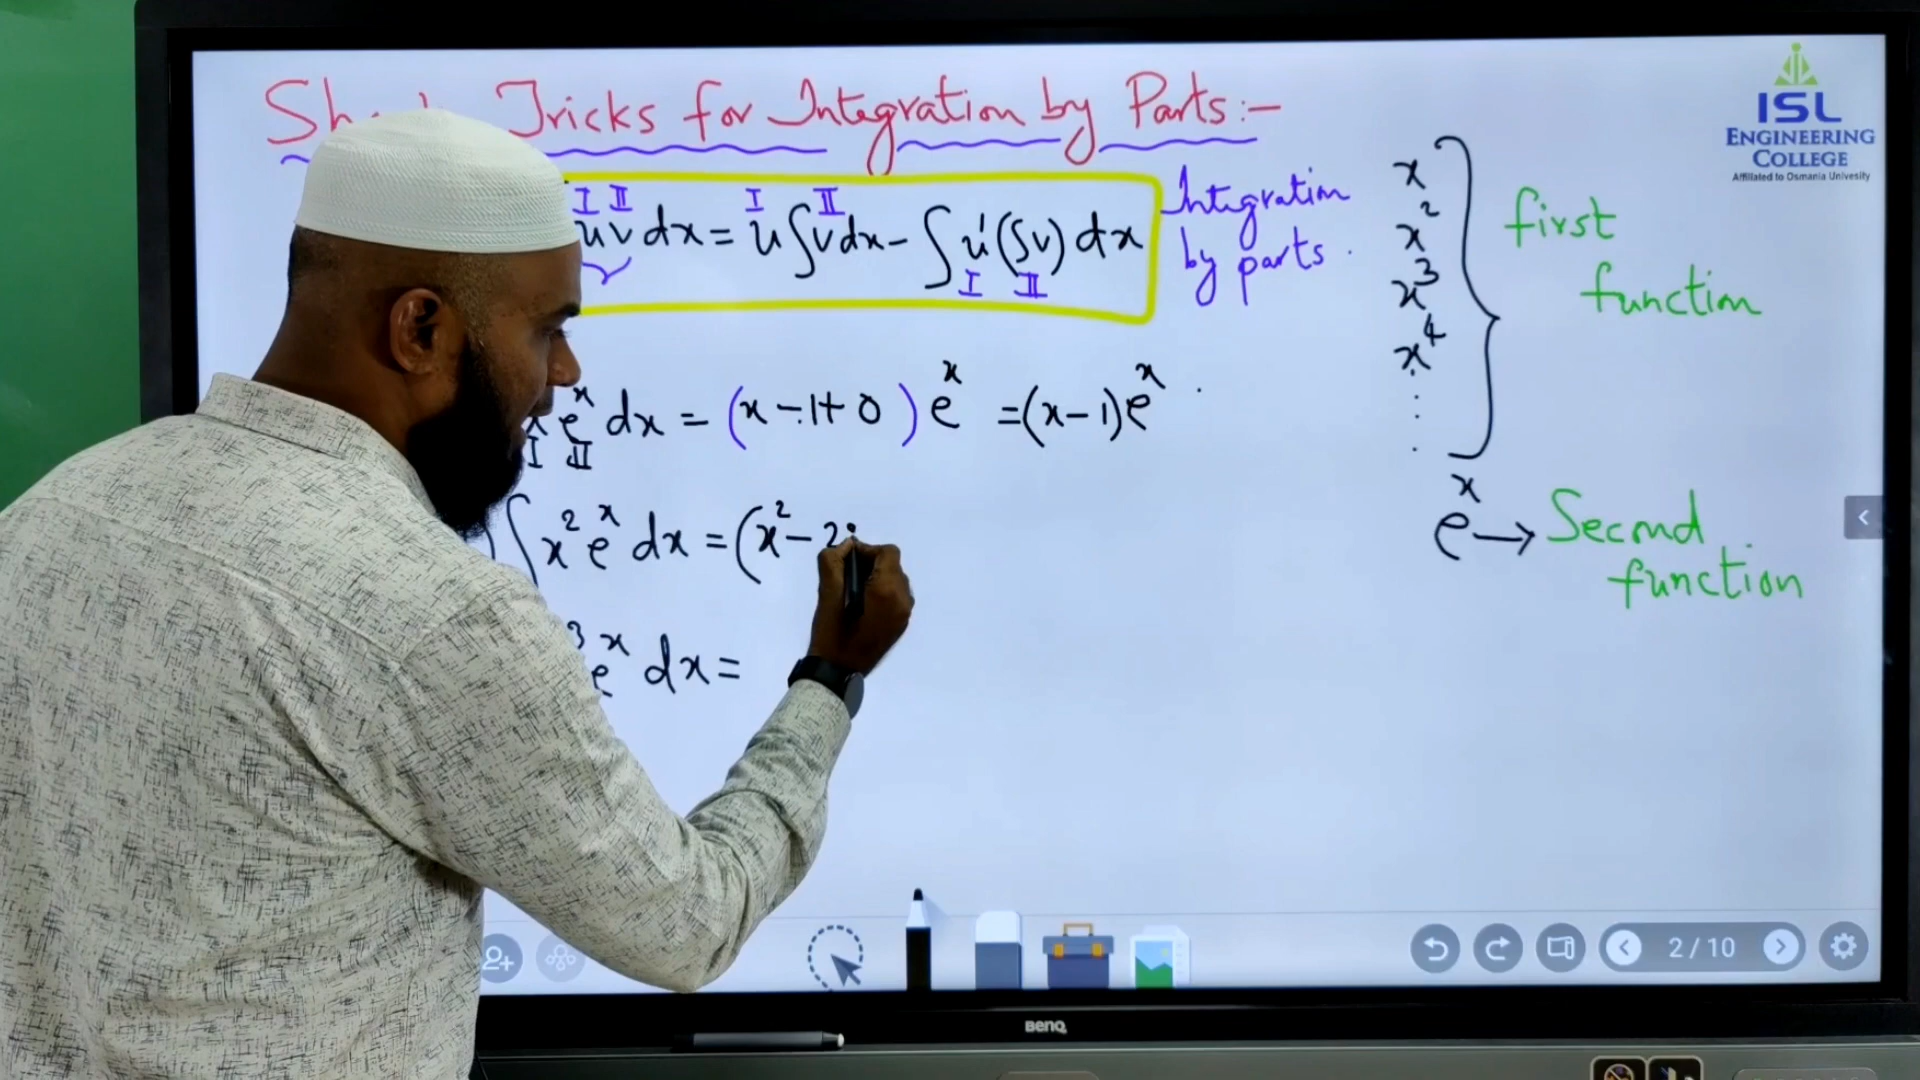 Tricks for Integration by Parts:-
ISL
ENGINEERING
COLLEGE
Affiliated to Osmania Univesity
I II I II
uv dx = u ∫v dx - ∫ u'(∫v) dx
I II
Integration
by parts.
x
x²
x³
x⁴
first
function
x eˣ dx = (x - 1 + 0) eˣ = (x - 1) eˣ.
I II
∫ x² eˣ dx = (x² - 2
eˣ → Second
function
³ eˣ dx =
2/10
BenQ